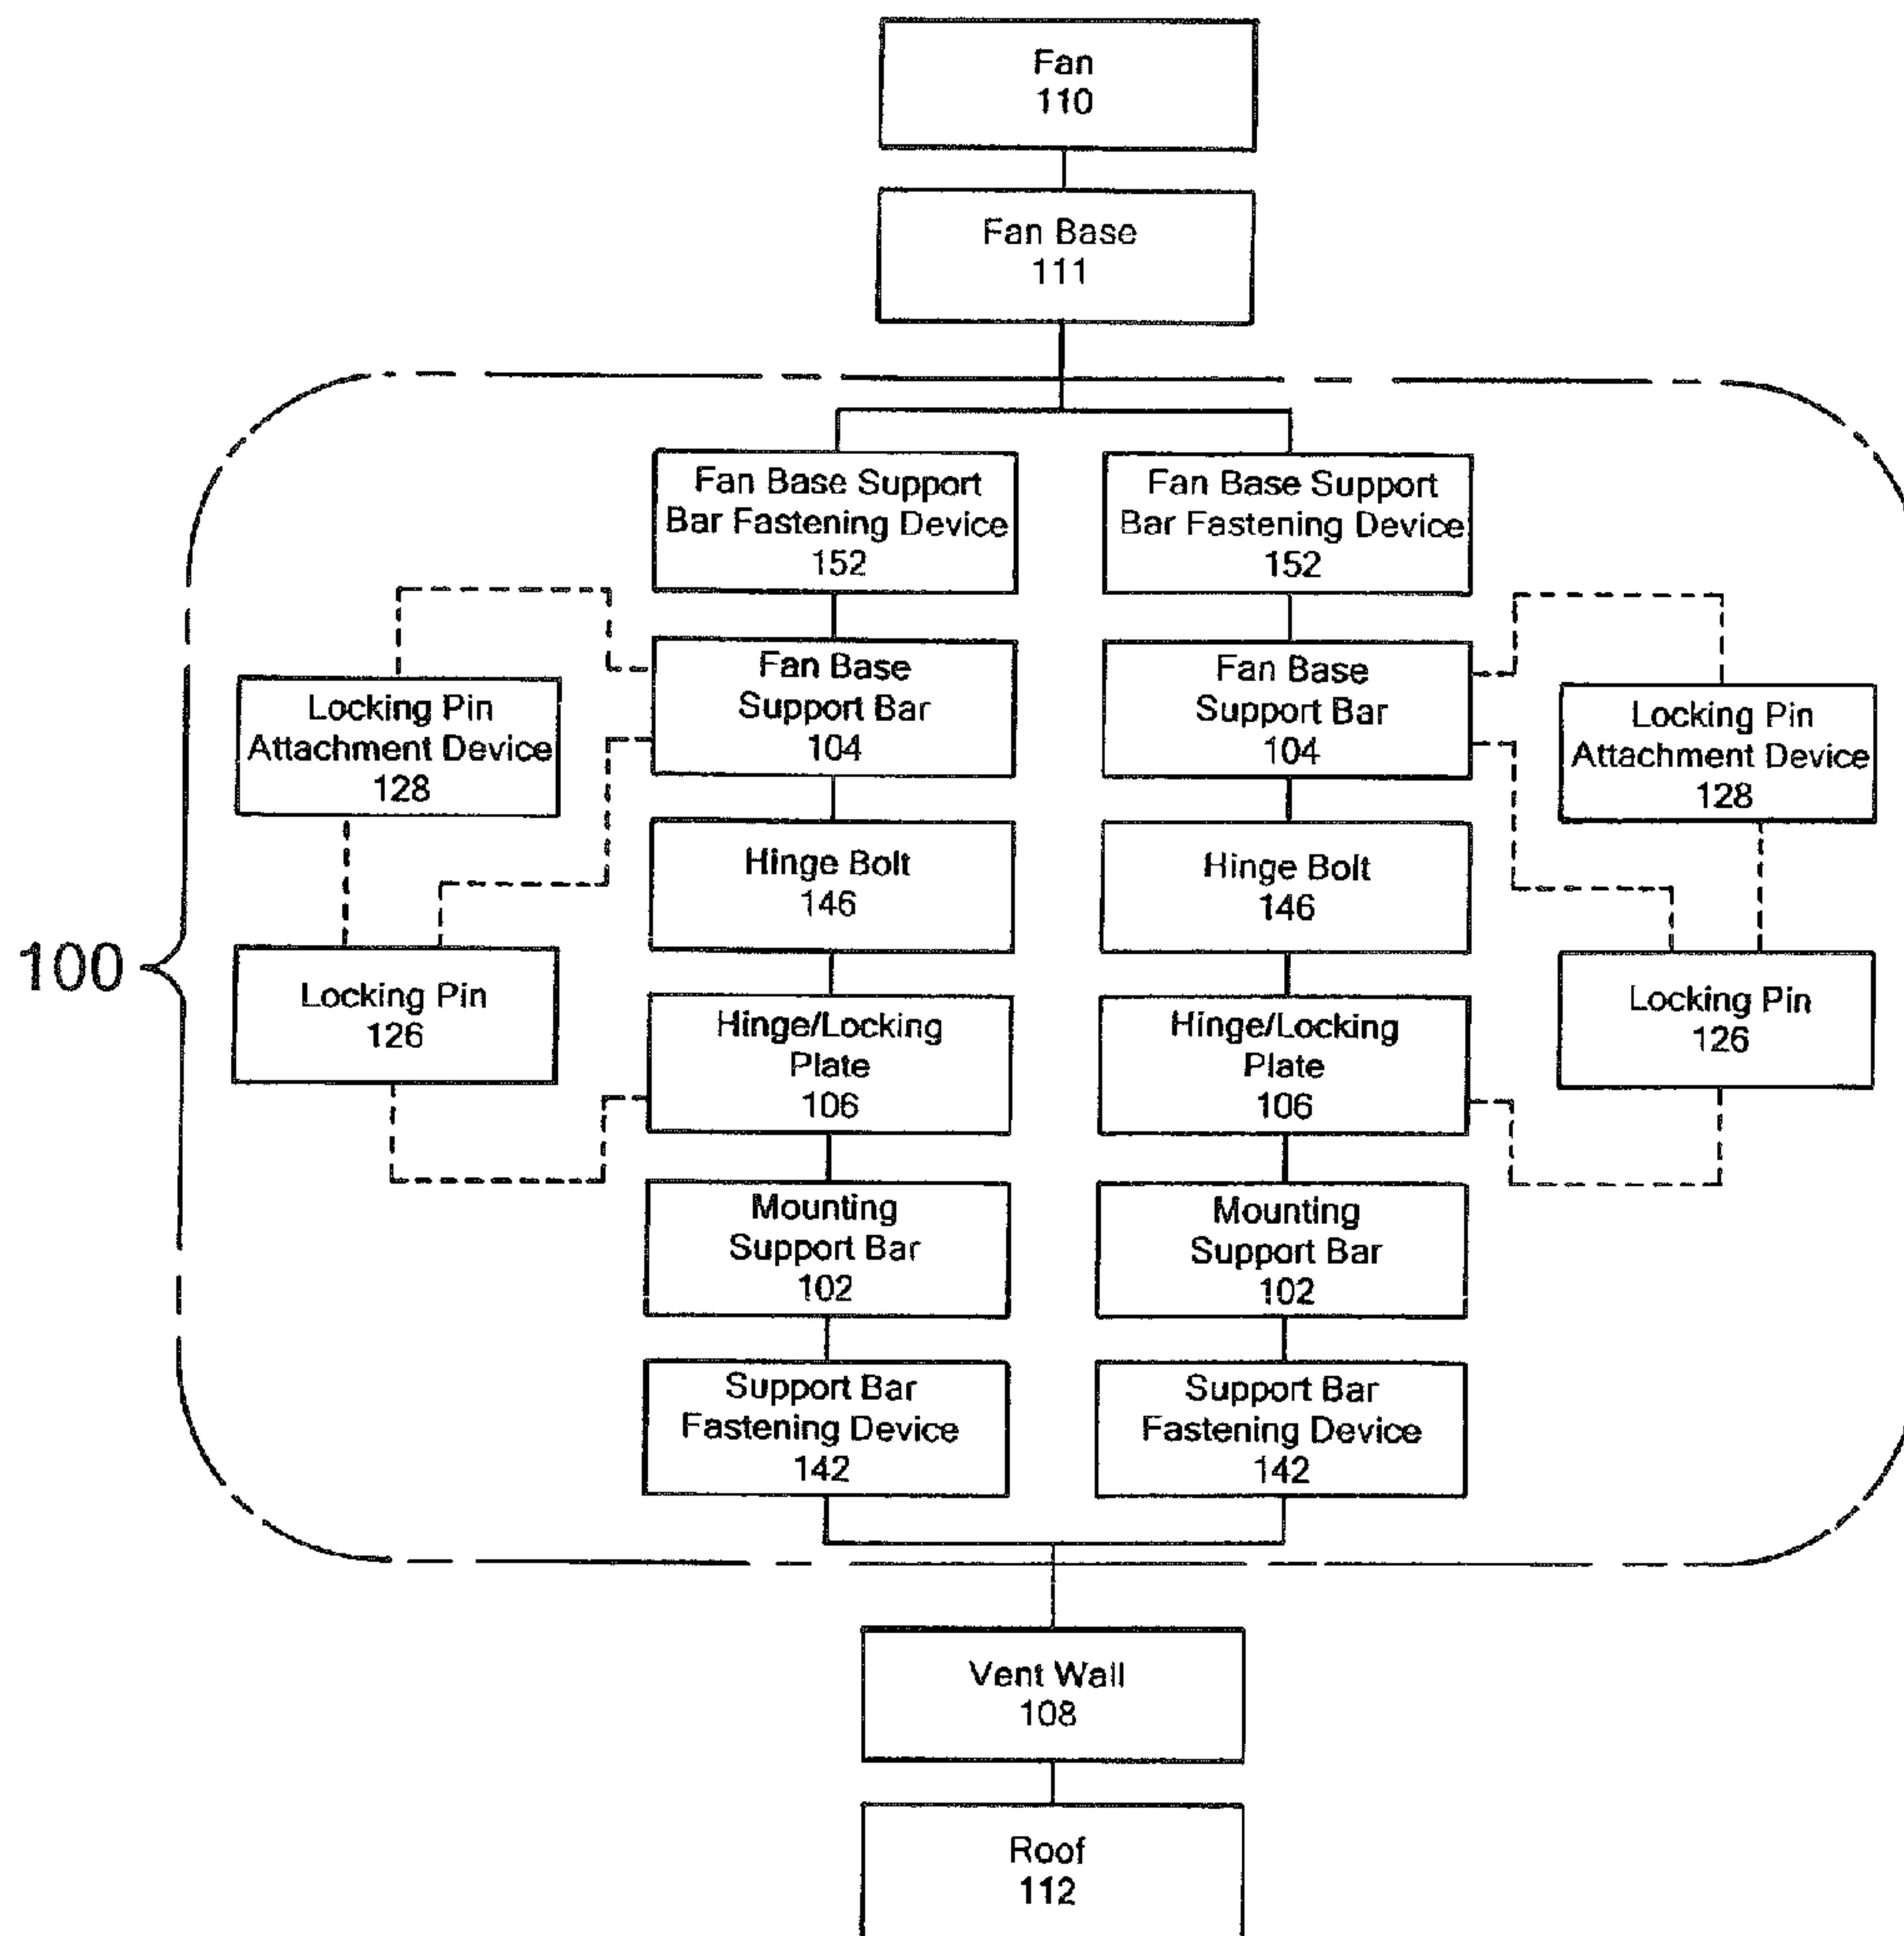 Fan
110
Fan Base
111
Fan Base Support
Bar Fastening Device
152
Fan Base Support
Bar Fastening Device
152
Fan Base
Support Bar
104
Fan Base
Support Bar
104
Locking Pin
Attachment Device
128
Locking Pin
Attachment Device
128
Hinge Bolt
146
Hinge Bolt
146
100
Locking Pin
126
Locking Pin
126
Hinge/Locking
Plate
106
Hinge/Locking
Plate
106
Mounting
Support Bar
102
Mounting
Support Bar
102
Support Bar
Fastening Device
142
Support Bar
Fastening Device
142
Vent Wall
108
Roof
112